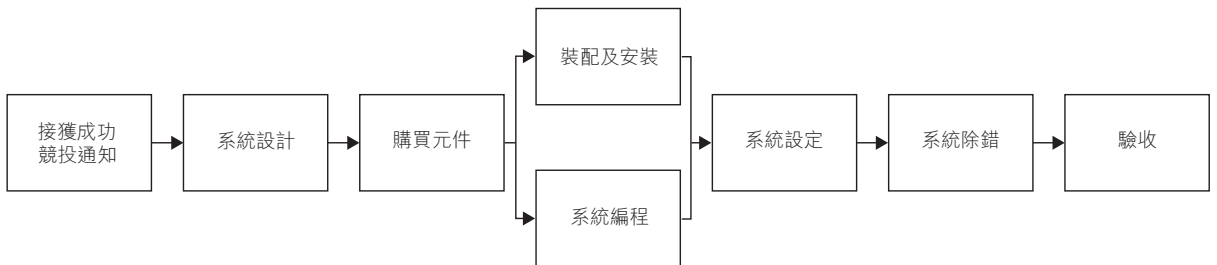 接獲成功
競投通知
系統設計
購買元件
裝配及安裝
系統編程
系統設定
系統除錯
驗收